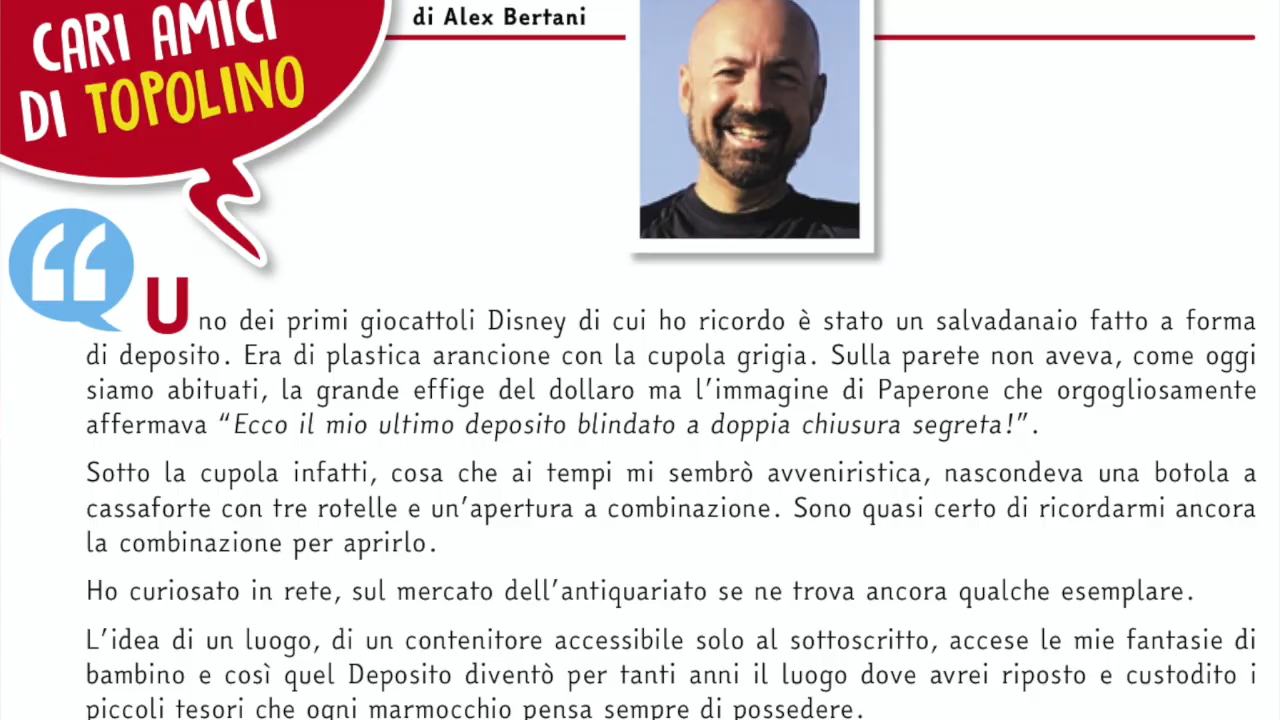 CARI AMICI
DI TOPOLINO
di Alex Bertani
Uno dei primi giocattoli Disney di cui ho ricordo è stato un salvadanaio fatto a forma
di deposito. Era di plastica arancione con la cupola grigia. Sulla parete non aveva, come oggi
siamo abituati, la grande effige del dollaro ma l’immagine di Paperone che orgogliosamente
affermava “Ecco il mio ultimo deposito blindato a doppia chiusura segreta!”.
Sotto la cupola infatti, cosa che ai tempi mi sembrò avveniristica, nascondeva una botola a
cassaforte con tre rotelle e un’apertura a combinazione. Sono quasi certo di ricordarmi ancora
la combinazione per aprirlo.
Ho curiosato in rete, sul mercato dell’antiquariato se ne trova ancora qualche esemplare.
L’idea di un luogo, di un contenitore accessibile solo al sottoscritto, accese le mie fantasie di
bambino e così quel Deposito diventò per tanti anni il luogo dove avrei riposto e custodito i
piccoli tesori che ogni marmocchio pensa sempre di possedere.